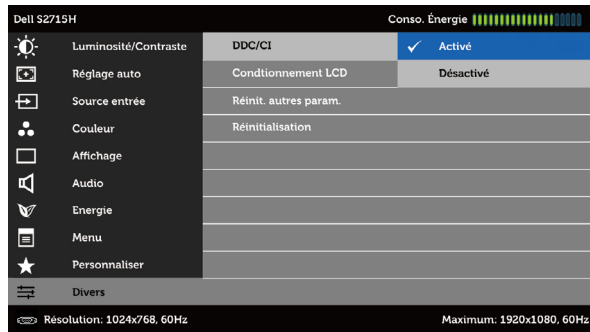 Dell S2715H Conso. Énergie
Luminosité/Contraste DDC/CI Activé
Réglage auto Condtionnement LCD Désactivé
Source entrée Réinit. autres param.
Couleur Réinitialisation
Affichage
Audio
Energie
Menu
Personnaliser
Divers
Résolution: 1024x768, 60Hz Maximum: 1920x1080, 60Hz